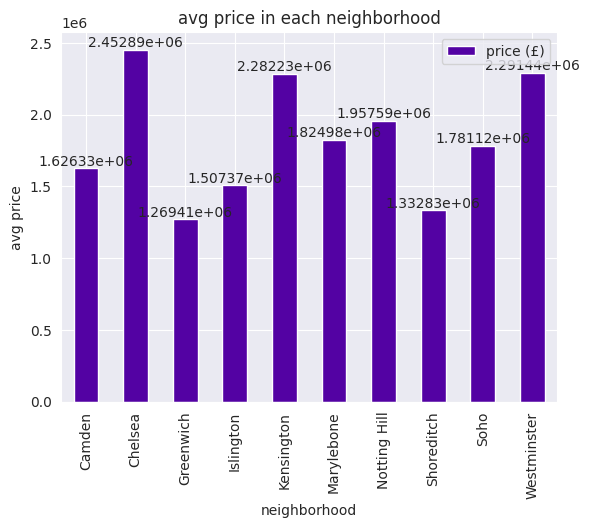 avg price in each neighborhood
1e6
price (£)
2.5
2.0
1.5
1.0
0.5
0.0
avg price
1.62633e+06
2.45289e+06
1.26941e+06
1.50737e+06
2.28223e+06
1.82498e+06
1.95759e+06
1.33283e+06
1.78112e+06
2.29144e+06
Camden
Chelsea
Greenwich
Islington
Kensington
Marylebone
Notting Hill
Shoreditch
Soho
Westminster
neighborhood